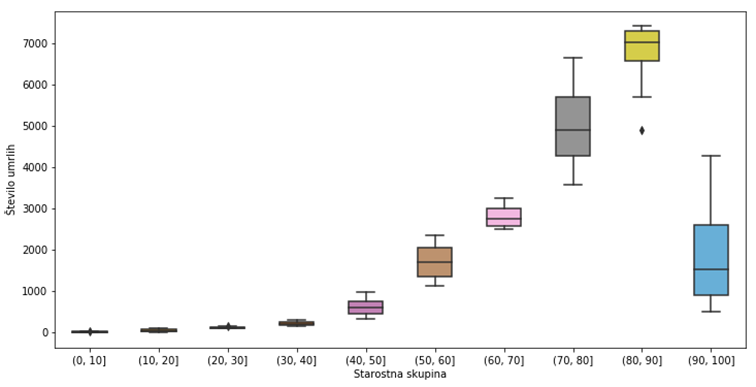 7000
6000
5000
4000
3000
2000
1000
0
Število umrlih
(0, 10] (10, 20] (20, 30] (30, 40] (40, 50] (50, 60] (60, 70] (70, 80] (80, 90] (90, 100]
Starostna skupina